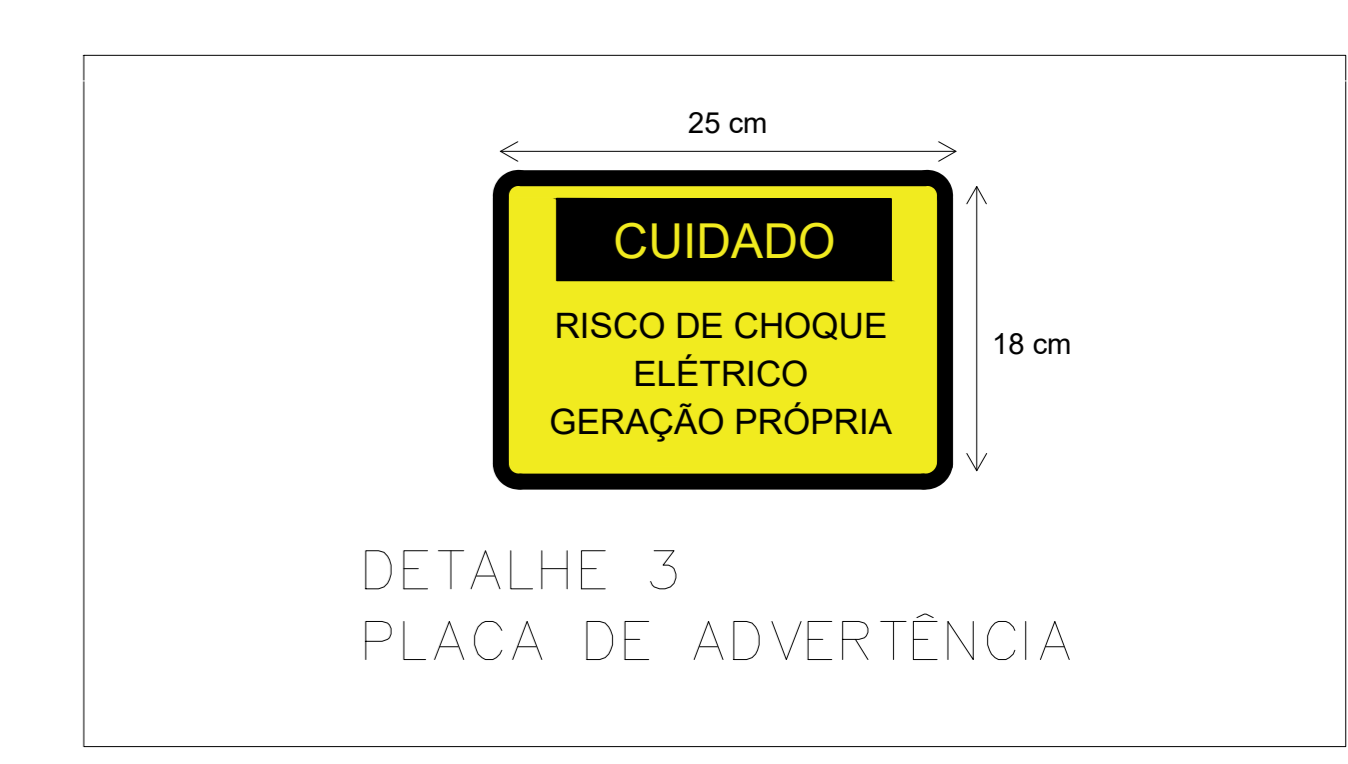 25 cm
CUIDADO
RISCO DE CHOQUE
ELÉTRICO
GERAÇÃO PRÓPRIA
18 cm
DETALHE 3
PLACA DE ADVERTÊNCIA